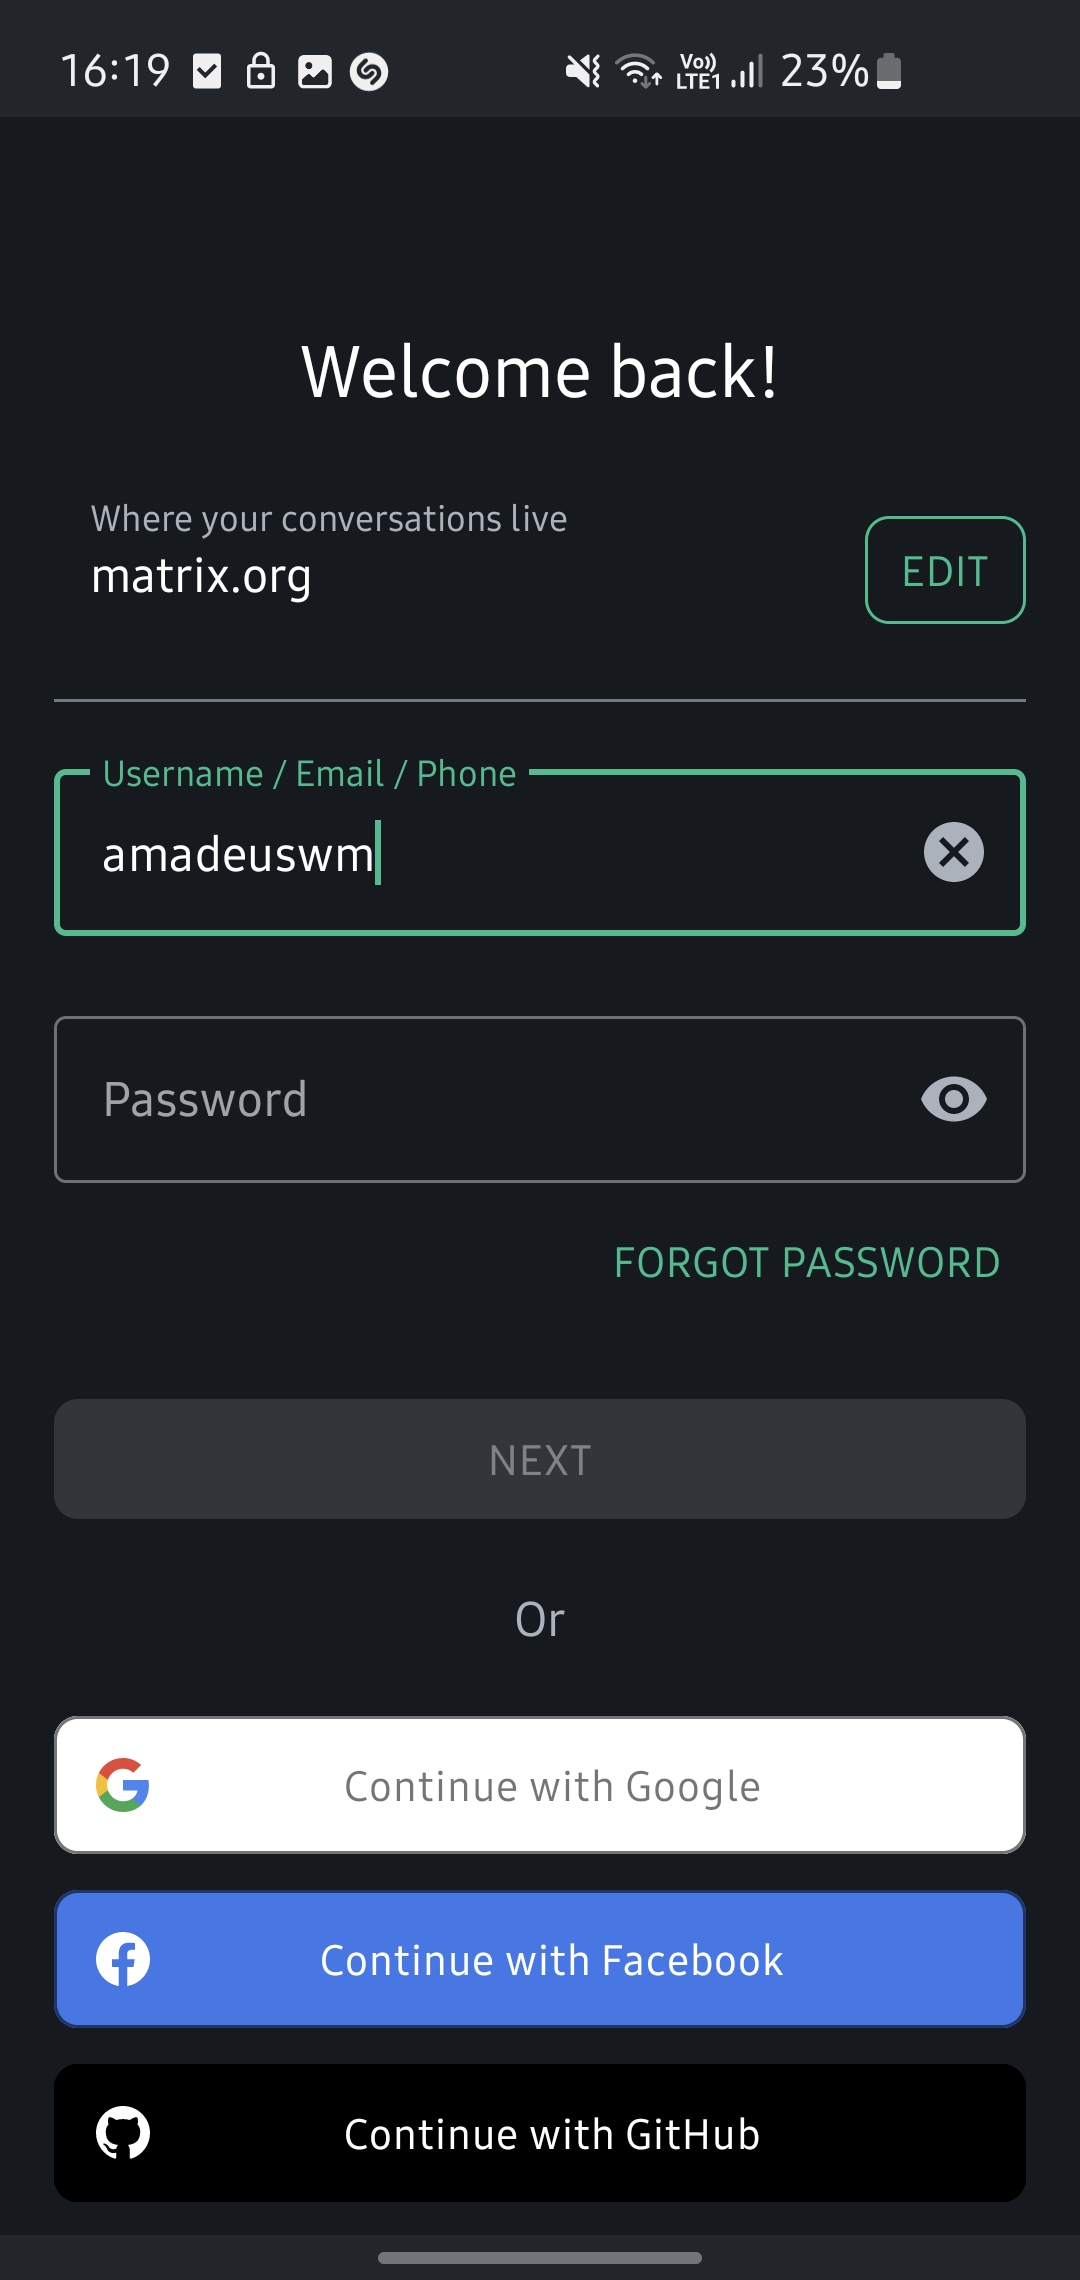 16:19
Vo)) LTE1 23%
Welcome back!
Where your conversations live
matrix.org
EDIT
Username / Email / Phone
amadeuswm
Password
FORGOT PASSWORD
NEXT
Or
Continue with Google
Continue with Facebook
Continue with GitHub